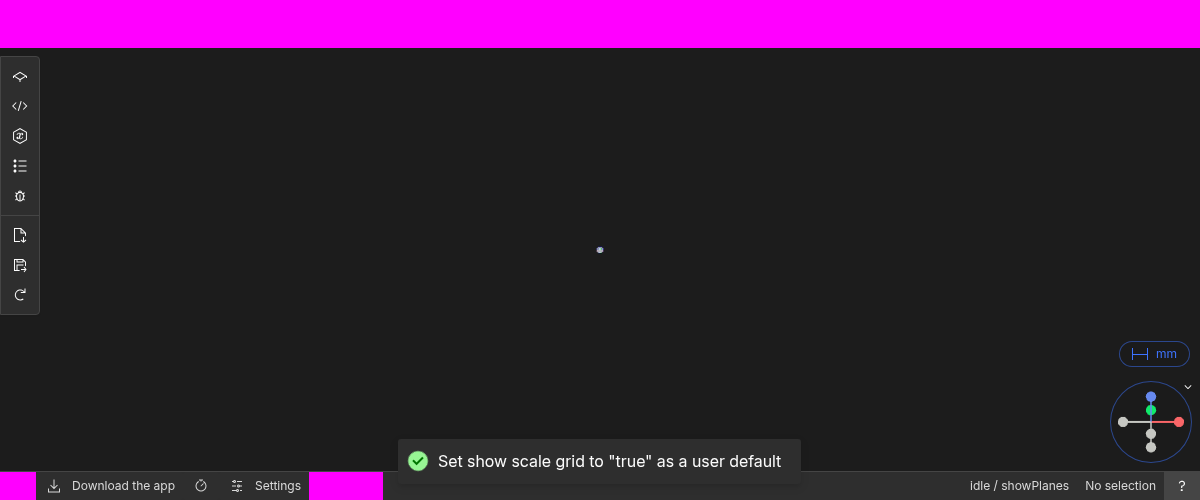 mm
Set show scale grid to "true" as a user default
Download the app
Settings
idle / showPlanes
No selection
?